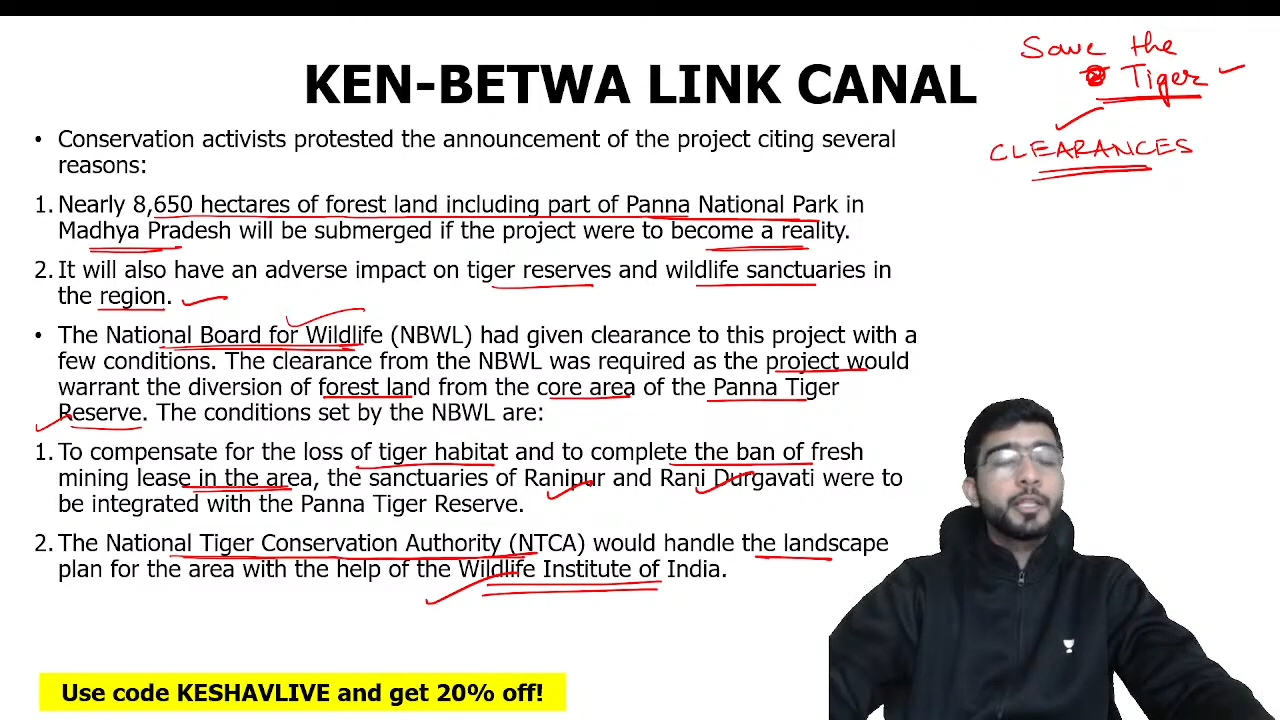 Save the
Tiger
CLEARANCES
KEN-BETWA LINK CANAL
• Conservation activists protested the announcement of the project citing several
reasons:
1. Nearly 8,650 hectares of forest land including part of Panna National Park in
Madhya Pradesh will be submerged if the project were to become a reality.
2. It will also have an adverse impact on tiger reserves and wildlife sanctuaries in
the region.
• The National Board for Wildlife (NBWL) had given clearance to this project with a
few conditions. The clearance from the NBWL was required as the project would
warrant the diversion of forest land from the core area of the Panna Tiger
Reserve. The conditions set by the NBWL are:
1. To compensate for the loss of tiger habitat and to complete the ban of fresh
mining lease in the area, the sanctuaries of Ranipur and Rani Durgavati were to
be integrated with the Panna Tiger Reserve.
2. The National Tiger Conservation Authority (NTCA) would handle the landscape
plan for the area with the help of the Wildlife Institute of India.
Use code KESHAVLIVE and get 20% off!